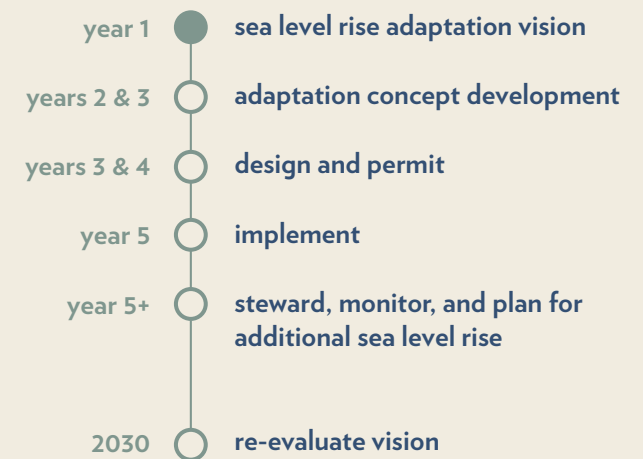 year 1 sea level rise adaptation vision
years 2 & 3 adaptation concept development
years 3 & 4 design and permit
year 5 implement
year 5+ steward, monitor, and plan for
additional sea level rise
2030 re-evaluate vision